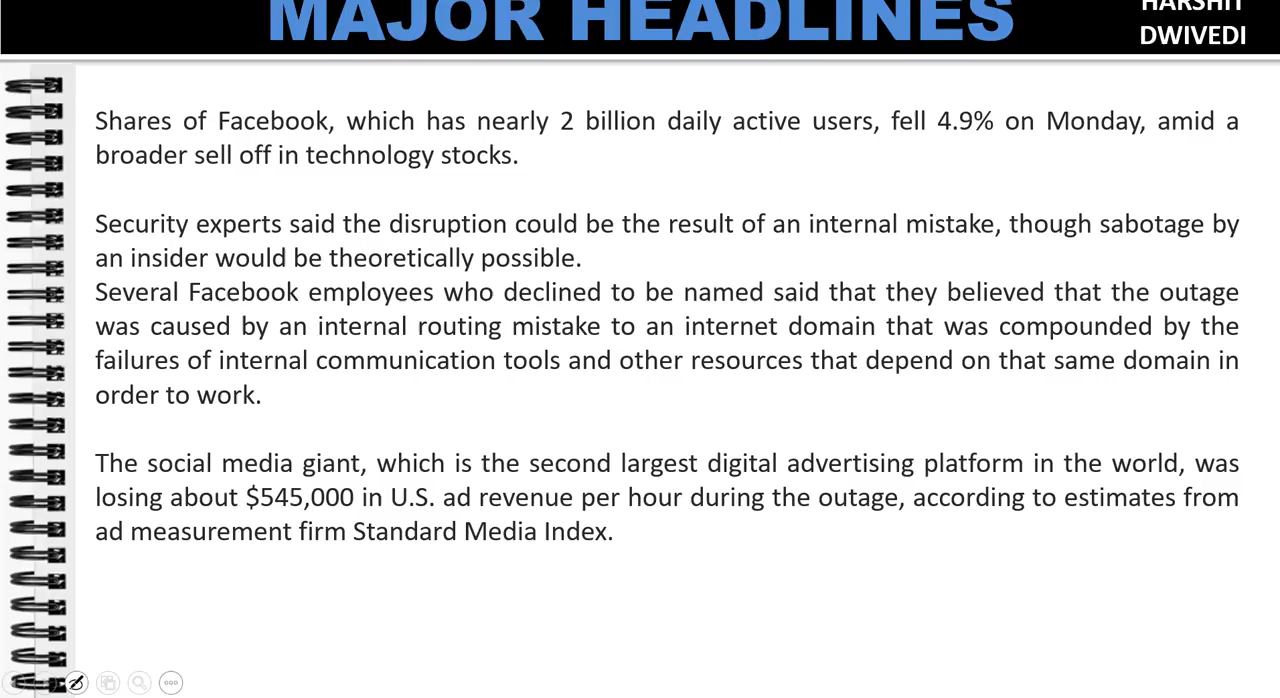 MAJOR HEADLINES
HARSHIT
DWIVEDI
Shares of Facebook, which has nearly 2 billion daily active users, fell 4.9% on Monday, amid a
broader sell off in technology stocks.
Security experts said the disruption could be the result of an internal mistake, though sabotage by
an insider would be theoretically possible.
Several Facebook employees who declined to be named said that they believed that the outage
was caused by an internal routing mistake to an internet domain that was compounded by the
failures of internal communication tools and other resources that depend on that same domain in
order to work.
The social media giant, which is the second largest digital advertising platform in the world, was
losing about $545,000 in U.S. ad revenue per hour during the outage, according to estimates from
ad measurement firm Standard Media Index.